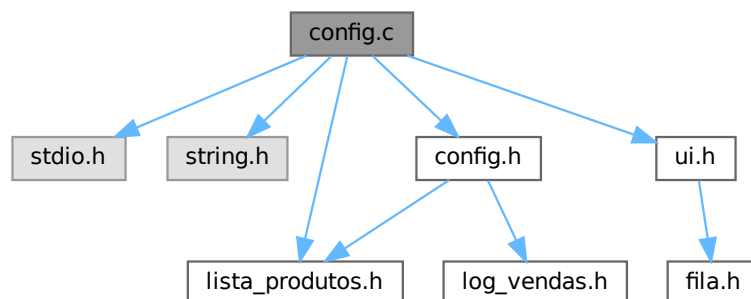 config.c
stdio.h
string.h
config.h
ui.h
lista_produtos.h
log_vendas.h
fila.h